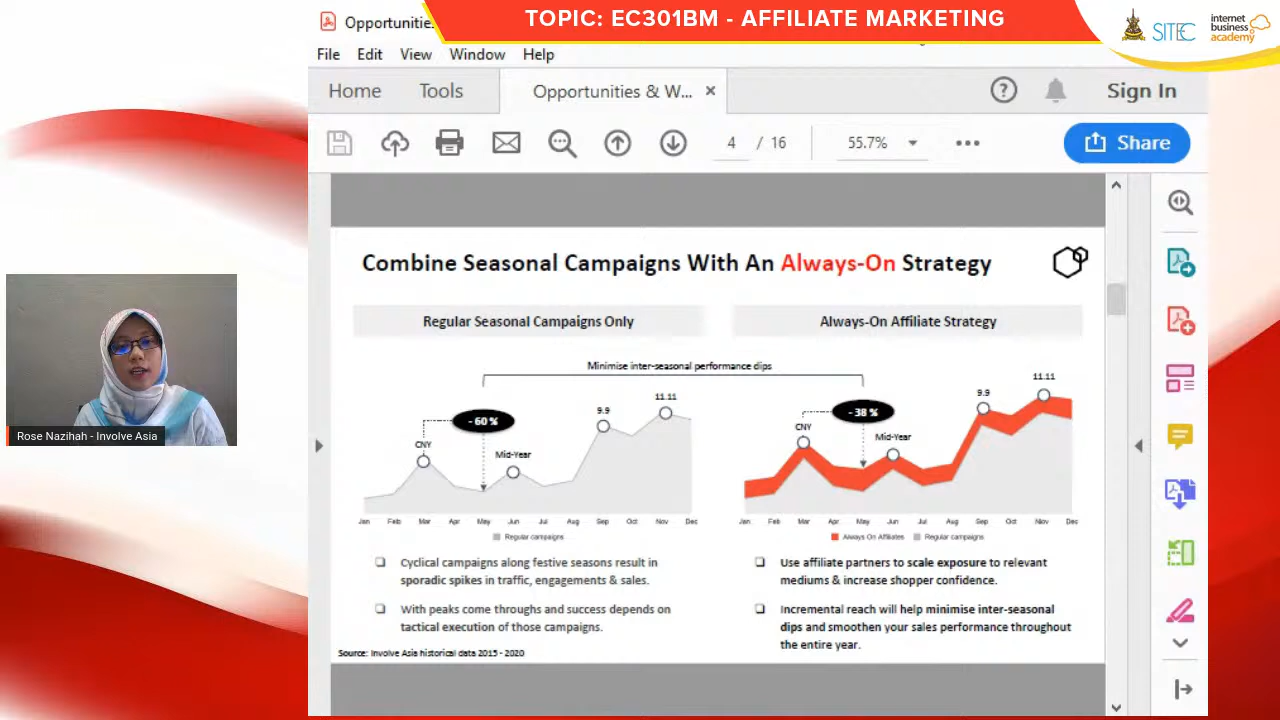 TOPIC: EC301BM - AFFILIATE MARKETING
SITEC
internet
business
academy
Opportunities
File Edit View Window Help
Home Tools Opportunities & W... × Sign In
4 / 16 55.7% Share
Combine Seasonal Campaigns With An Always-On Strategy
Regular Seasonal Campaigns Only
Always-On Affiliate Strategy
Minimise inter-seasonal performance dips
- 60 %
CNY
Mid-Year
9.9
11.11
Jan Feb Mar Apr May Jun Jul Aug Sep Oct Nov Dec
Regular campaigns
- 38 %
CNY
Mid-Year
9.9
11.11
Jan Feb Mar Apr May Jun Jul Aug Sep Oct Nov Dec
Always On Affiliates Regular campaigns
Cyclical campaigns along festive seasons result in
sporadic spikes in traffic, engagements & sales.
With peaks come throughs and success depends on
tactical execution of those campaigns.
Use affiliate partners to scale exposure to relevant
mediums & increase shopper confidence.
Incremental reach will help minimise inter-seasonal
dips and smoothen your sales performance throughout
the entire year.
Source: Involve Asia historical data 2015 - 2020
Rose Nazihah - Involve Asia